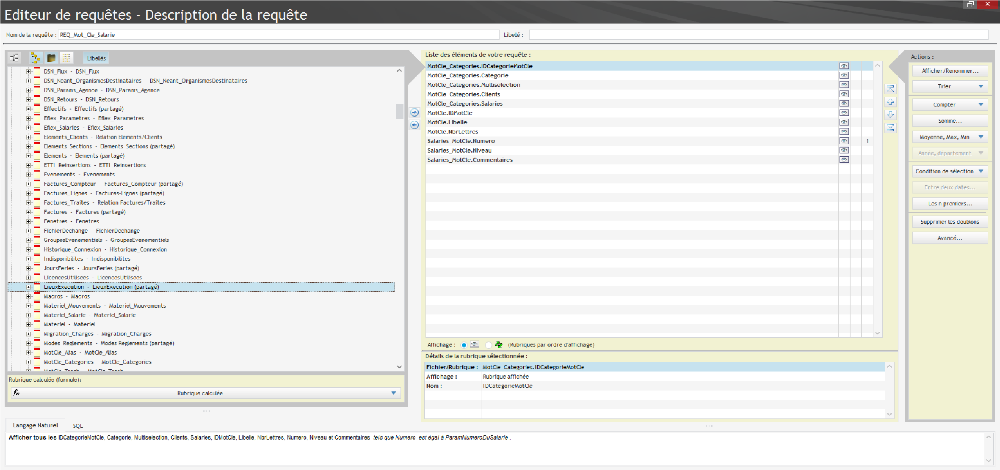 Editeur de requêtes - Description de la requête
Nom de la requête : REQ_Mot_Cle_Salarie
Libellé :
Libellés
DSN_Flux - DSN_Flux
DSN_Neant_OrganismesDestinataires - DSN_Neant_OrganismesDestinataires
DSN_Params_Agence - DSN_Params_Agence
DSN_Retours - DSN_Retours
Effectifs - Effectifs (partagé)
Eflex_Parametres - Eflex_Parametres
Eflex_Salaries - Eflex_Salaries
Elements_Clients - Relation Elements/Clients
Elements_Sections - Elements_Sections (partagé)
Elements - Elements (partagé)
ETTI_Reinsertions - ETTI_Reinsertions
Evenements - Evenements
Factures_Compteur - Factures_Compteur (partagé)
Factures_Lignes - Factures-Lignes (partagé)
Factures_Traites - Relation Factures/Traites
Factures - Factures (partagé)
Fenetres - Fenetres
FichierDechange - FichierDechange
GroupesEvenementiels - GroupesEvenementiels
Historique_Connexion - Historique_Connexion
Indisponibilites - Indisponibilites
JoursFeries - JoursFeries (partagé)
LicencesUtilisees - LicencesUtilisees
LieuxExecution - LieuxExecution (partagé)
Macros - Macros
Materiel_Mouvements - Materiel_Mouvements
Materiel_Salarie - Materiel_Salarie
Materiel - Materiel
Migration_Charges - Migration_Charges
Modes_Reglements - Modes Reglements (partagé)
MotCle_Alias - MotCle_Alias
MotCle_Categories - MotCle_Categories
MotCle_Trash - MotCle_Trash
Rubrique calculée (formule):
Rubrique calculée
Liste des éléments de votre requête :
MotCle_Categories.IDCategorieMotCle
MotCle_Categories.Categorie
MotCle_Categories.Multiselection
MotCle_Categories.Clients
MotCle_Categories.Salaries
MotCle.IDMotCle
MotCle.Libelle
MotCle.NbrLettres
Salaries_MotCle.Numero 1
Salaries_MotCle.Niveau
Salaries_MotCle.Commentaires
Affichage : (Rubriques par ordre d'affichage)
Détails de la rubrique sélectionnée :
Fichier/Rubrique : MotCle_Categories.IDCategorieMotCle
Affichage : Rubrique affichée
Nom : IDCategorieMotCle
Actions :
Afficher/Renommer...
Trier
Compter
Somme...
Moyenne, Max, Min
Année, département
Condition de sélection
Entre deux dates...
Les n premiers...
Supprimer les doublons
Avancé...
Langage Naturel
SQL
Afficher tous les IDCategorieMotCle, Categorie, Multiselection, Clients, Salaries, IDMotCle, Libelle, NbrLettres, Numero, Niveau et Commentaires tels que Numero est égal à ParamNumeroDuSalarie .